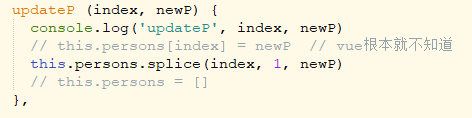 updateP (index, newP) {
console.log('updateP', index, newP)
// this.persons[index] = newP  // vue根本就不知道
this.persons.splice(index, 1, newP)
// this.persons = []
},